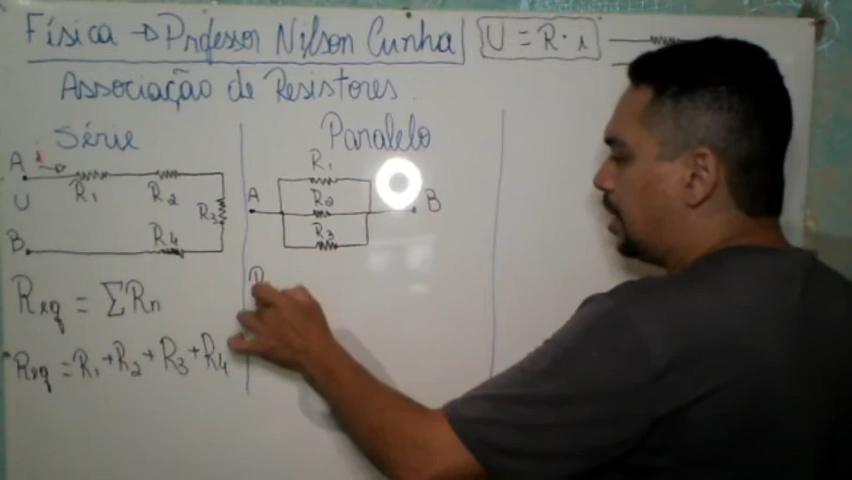 Física → Professor Nilson Cunha
U = R · i
Associação de Resistores
Série
Paralelo
A i
R1 R2
U
R3
B R4
R1
A R2 B
R3
Req = ΣRn
R
Req = R1 + R2 + R3 + R4